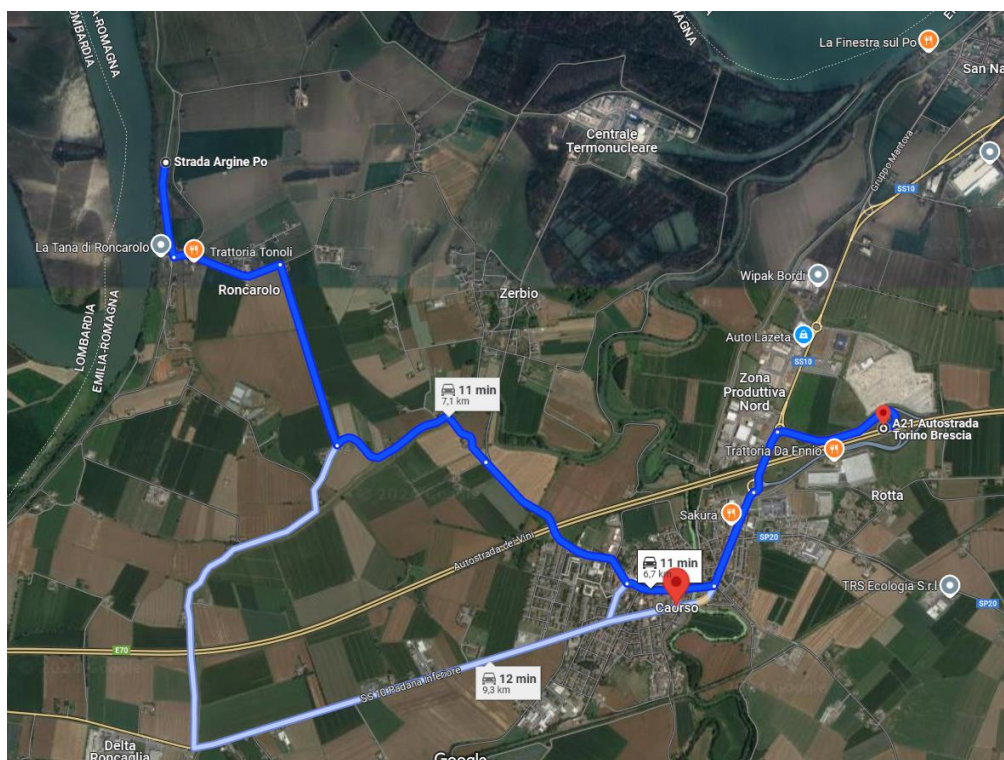 LOMBARDIA
EMILIA-ROMAGNA
La Finestra sul Po
San Na
Centrale
Termonucleare
Gruppo Mantova
SS10
Strada Argine Po
La Tana di Roncarolo
Trattoria Tonoli
Roncarolo
Zerbio
Wipak Bordi
Auto Lazeta
SS10
LOMBARDIA
EMILIA-ROMAGNA
Zona
Produttiva
Nord
11 min
7,1 km
A21 Autostrada
Torino Brescia
Trattoria Da Ennio
Rotta
Sakura
SP20
Autostrada dei Vini
11 min
6,7 km
Caorso
TRS Ecologia S.r.l
SP20
E70
12 min
9,3 km
SS 10 Padana Inferiore
Delta
Roncaglia
Google